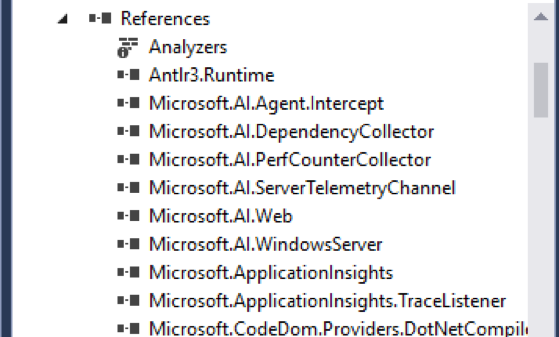 References
Analyzers
Antlr3.Runtime
Microsoft.AI.Agent.Intercept
Microsoft.AI.DependencyCollector
Microsoft.AI.PerfCounterCollector
Microsoft.AI.ServerTelemetryChannel
Microsoft.AI.Web
Microsoft.AI.WindowsServer
Microsoft.ApplicationInsights
Microsoft.ApplicationInsights.TraceListener
Microsoft.CodeDom.Providers.DotNetCompil